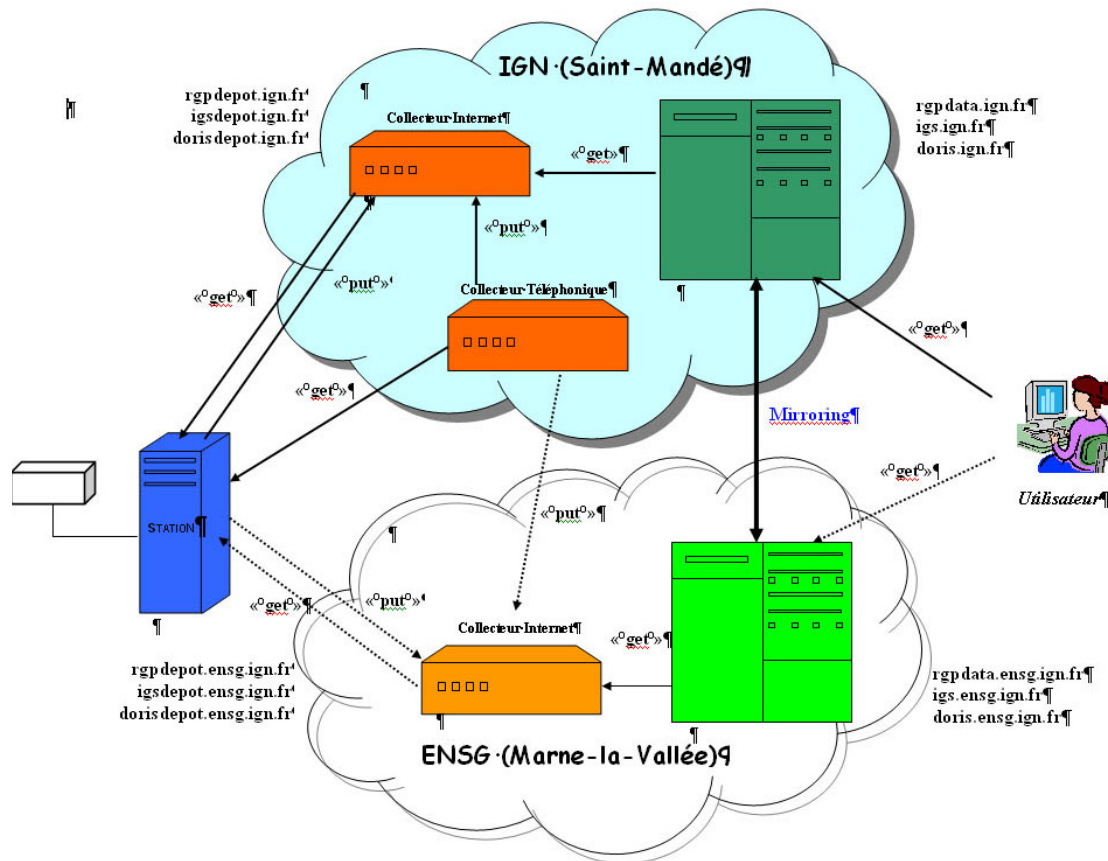 IGN·(Saint-Mandé)¶
¶
rgpdepot.ign.fr
igsdepot.ign.fr
dorisdepot.ign.fr
¶
Collecteur·Internet¶
rgpdata.ign.fr¶
igs.ign.fr¶
doris.ign.fr¶
«°get»¶
¶
«°put°»¶
«°get°»¶
«°put°»
Collecteur·Téléphonique¶
¶
«°get°»¶
«°get°»¶
Mirroring¶
«°get°»¶
Utilisateur¶
STATION¶
«°put°»¶
¶
«°get°»¶
«°put°»
¶
Collecteur·Internet¶
«°get°»¶
rgpdepot.ensg.ign.fr
igsdepot.ensg.ign.fr
dorisdepot.ensg.ign.fr
rgpdata.ensg.ign.fr¶
igs.ensg.ign.fr¶
doris.ensg.ign.fr¶
¶
¶
ENSG·(Marne-la-Vallée)¶